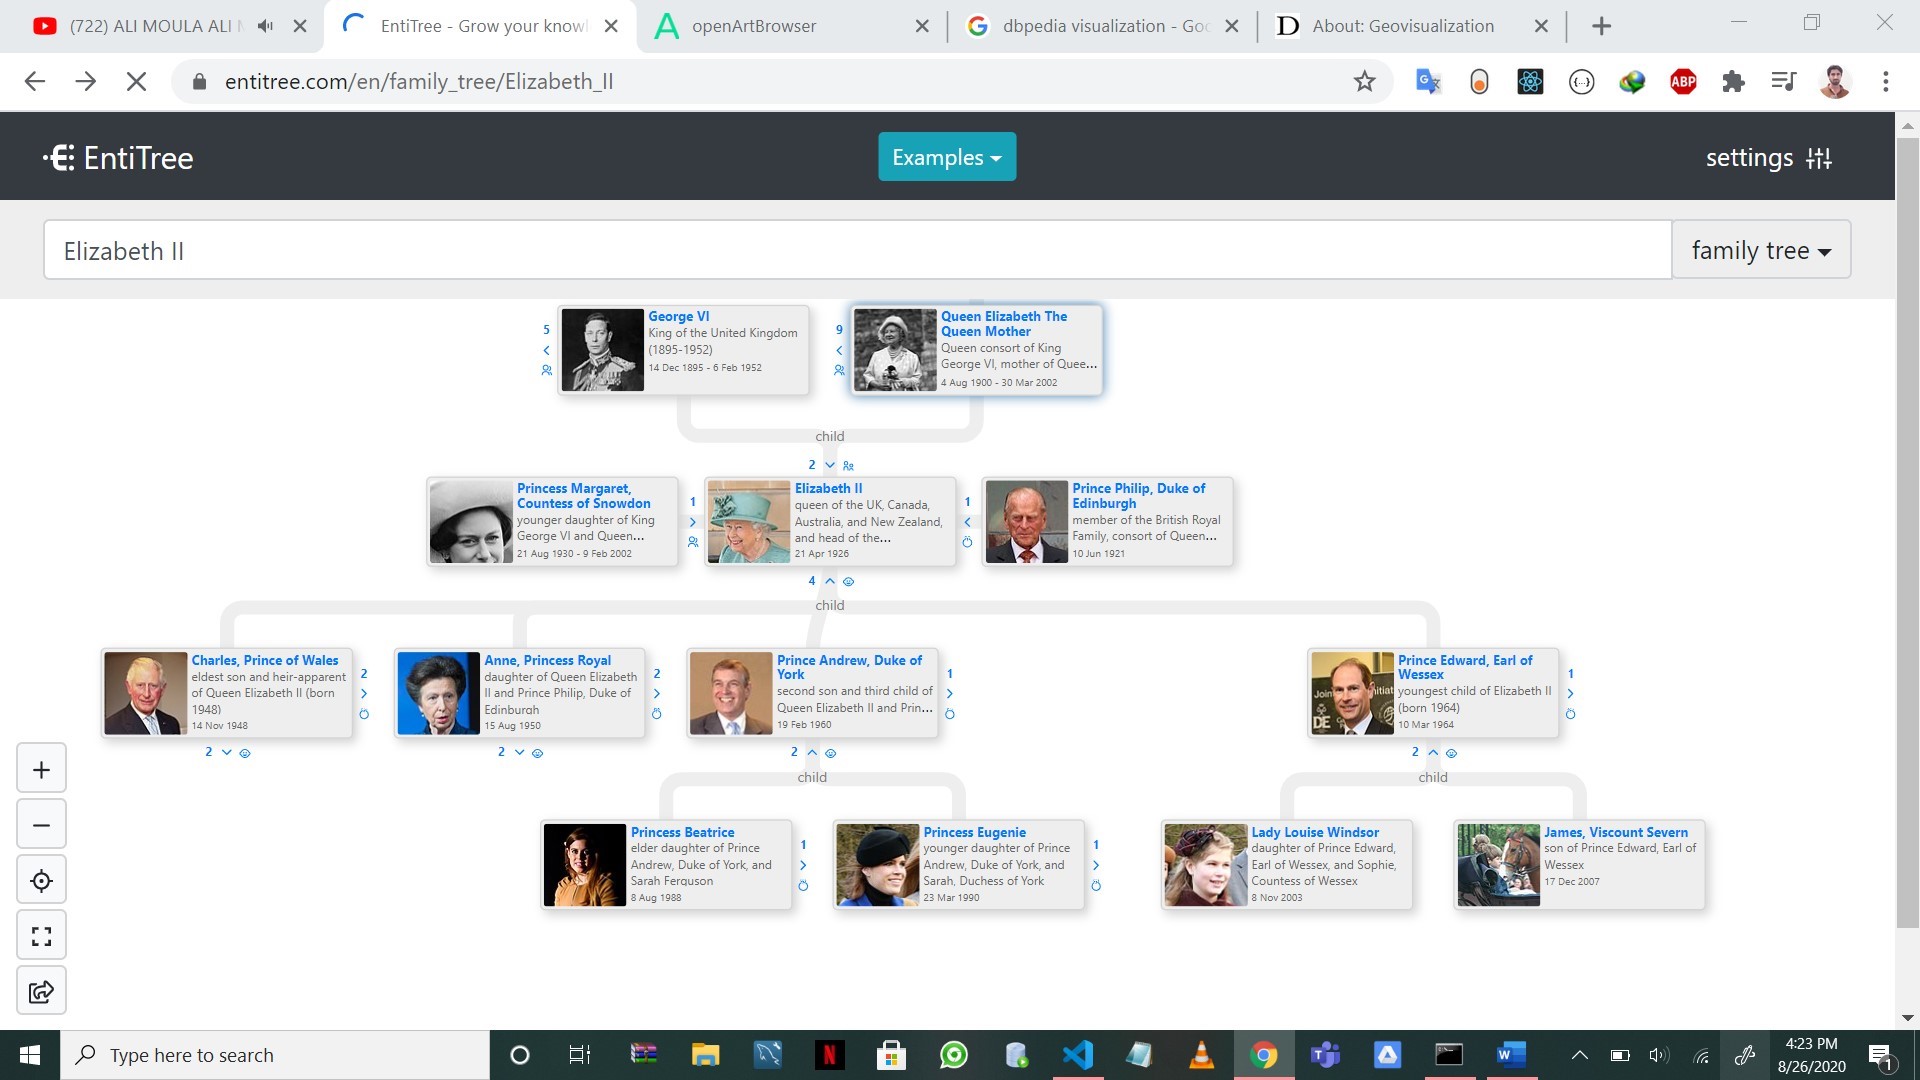 (722) ALI MOULA ALI M
EntiTree - Grow your knowl
openArtBrowser
dbpedia visualization - Goo
D About: Geovisualization
entitree.com/en/family_tree/Elizabeth_II
ABP
EntiTree
Examples
settings
Elizabeth II
family tree
5
George VI
King of the United Kingdom
(1895-1952)
14 Dec 1895 - 6 Feb 1952
9
Queen Elizabeth The
Queen Mother
Queen consort of King
George VI, mother of Quee...
4 Aug 1900 - 30 Mar 2002
child
2
Princess Margaret,
Countess of Snowdon
younger daughter of King
George VI and Queen...
21 Aug 1930 - 9 Feb 2002
1
Elizabeth II
queen of the UK, Canada,
Australia, and New Zealand,
and head of the...
21 Apr 1926
1
Prince Philip, Duke of
Edinburgh
member of the British Royal
Family, consort of Queen...
10 Jun 1921
4
child
Charles, Prince of Wales
eldest son and heir-apparent
of Queen Elizabeth II (born
1948)
14 Nov 1948
2
2
Anne, Princess Royal
daughter of Queen Elizabeth
II and Prince Philip, Duke of
Edinburgh
15 Aug 1950
2
2
Prince Andrew, Duke of
York
second son and third child of
Queen Elizabeth II and Prin...
19 Feb 1960
1
2
Prince Edward, Earl of
Wessex
youngest child of Elizabeth II
(born 1964)
10 Mar 1964
1
2
child
child
Princess Beatrice
elder daughter of Prince
Andrew, Duke of York, and
Sarah Ferguson
8 Aug 1988
1
Princess Eugenie
younger daughter of Prince
Andrew, Duke of York, and
Sarah, Duchess of York
23 Mar 1990
1
Lady Louise Windsor
daughter of Prince Edward,
Earl of Wessex, and Sophie,
Countess of Wessex
8 Nov 2003
James, Viscount Severn
son of Prince Edward, Earl of
Wessex
17 Dec 2007
Type here to search
4:23 PM
8/26/2020
1